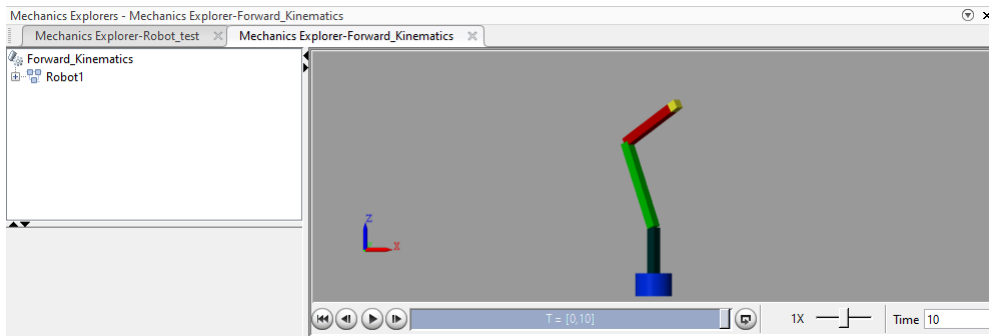 Mechanics Explorers - Mechanics Explorer-Forward_Kinematics
Mechanics Explorer-Robot_test Mechanics Explorer-Forward_Kinematics
Forward_Kinematics
Robot1
Z
X
T = [0,10] 1X Time 10